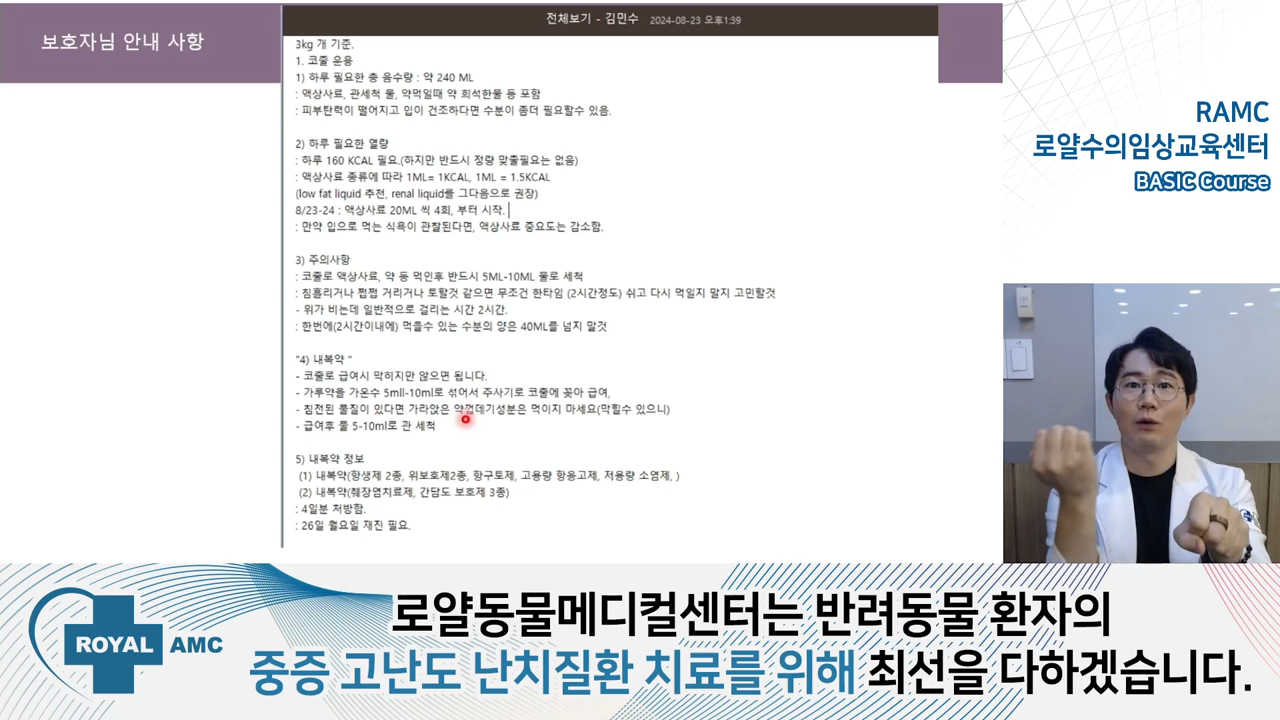 보호자님 안내 사항
전체보기 - 김민수 2024-08-23 오후1:39
3kg 개 기준.
1. 코줄 운용
1) 하루 필요한 총 음수량 : 약 240 ML
: 액상사료, 관세척 물, 약먹일때 약 희석한물 등 포함
: 피부탄력이 떨어지고 입이 건조하다면 수분이 좀더 필요할수 있음.
2) 하루 필요한 열량
: 하루 160 KCAL 필요.(하지만 반드시 정량 맞출필요는 없음)
: 액상사료 종류에 따라 1ML= 1KCAL, 1ML = 1.5KCAL
(low fat liquid 추천, renal liquid를 그다음으로 권장)
8/23-24 : 액상사료 20ML 씩 4회, 부터 시작.
: 만약 입으로 먹는 식욕이 관찰된다면, 액상사료 중요도는 감소함.
3) 주의사항
: 코줄로 액상사료, 약 등 먹인후 반드시 5ML-10ML 물로 세척
: 침흘리거나 쩝쩝 거리거나 토할것 같으면 무조건 한타임 (2시간정도) 쉬고 다시 먹일지 말지 고민할것
- 위가 비는데 일반적으로 걸리는 시간 2시간.
: 한번에(2시간이내에) 먹을수 있는 수분의 양은 40ML를 넘지 말것
"4) 내복약 "
- 코줄로 급여시 막히지만 않으면 됩니다.
- 가루약을 가온수 5mll-10ml로 섞어서 주사기로 코줄에 꽂아 급여,
- 침전된 물질이 있다면 가라앉은 약껍데기성분은 먹이지 마세요(막힐수 있으니)
- 급여후 물 5-10ml로 관 세척
5) 내복약 정보
(1) 내복약(항생제 2종, 위보호제2종, 항구토제, 고용량 항응고제, 저용량 소염제, )
(2) 내복약(췌장염치료제, 간담도 보호제 3종)
: 4일분 처방함.
: 26일 월요일 재진 필요.
RAMC
로얄수의임상교육센터
BASIC Course
ROYAL AMC
로얄동물메디컬센터는 반려동물 환자의
중증 고난도 난치질환 치료를 위해 최선을 다하겠습니다.